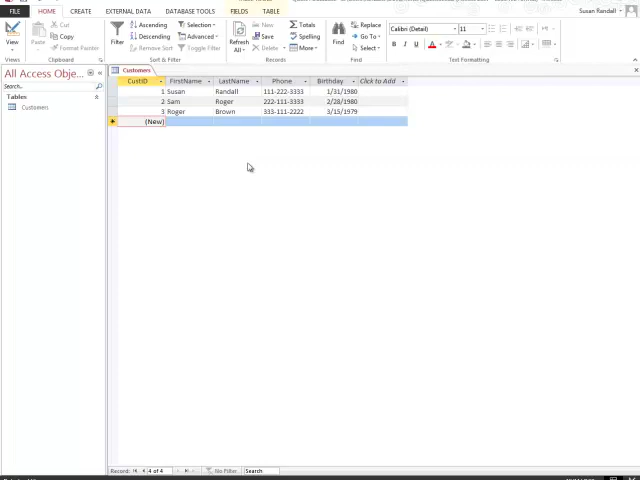 Susan Randall
FILE HOME CREATE EXTERNAL DATA DATABASE TOOLS FIELDS TABLE
View
Paste
Cut
Copy
Format Painter
Clipboard
Filter
Ascending
Descending
Remove Sort
Selection
Advanced
Toggle Filter
Sort & Filter
Refresh
All
New
Save
Delete
Totals
Spelling
More
Records
Find
Replace
Go To
Select
Find
Calibri (Detail) 11
B I U A
Text Formatting
All Access Obje...
Search...
Tables
Customers
Customers
CustID FirstName LastName Phone Birthday Click to Add
1 Susan Randall 111-222-3333 1/31/1980
2 Sam Roger 222-111-3333 2/28/1980
3 Roger Brown 333-111-2222 3/15/1979
(New)
Record: 4 of 4 No Filter Search